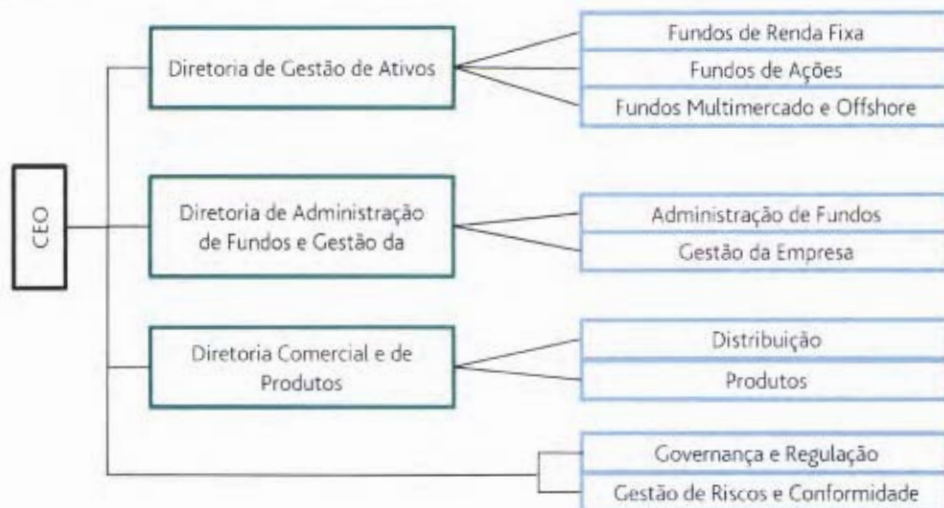 CEO
Diretoria de Gestão de Ativos
Fundos de Renda Fixa
Fundos de Ações
Fundos Multimercado e Offshore
Diretoria de Administração
de Fundos e Gestão da
Administração de Fundos
Gestão da Empresa
Diretoria Comercial e de
Produtos
Distribuição
Produtos
Governança e Regulação
Gestão de Riscos e Conformidade